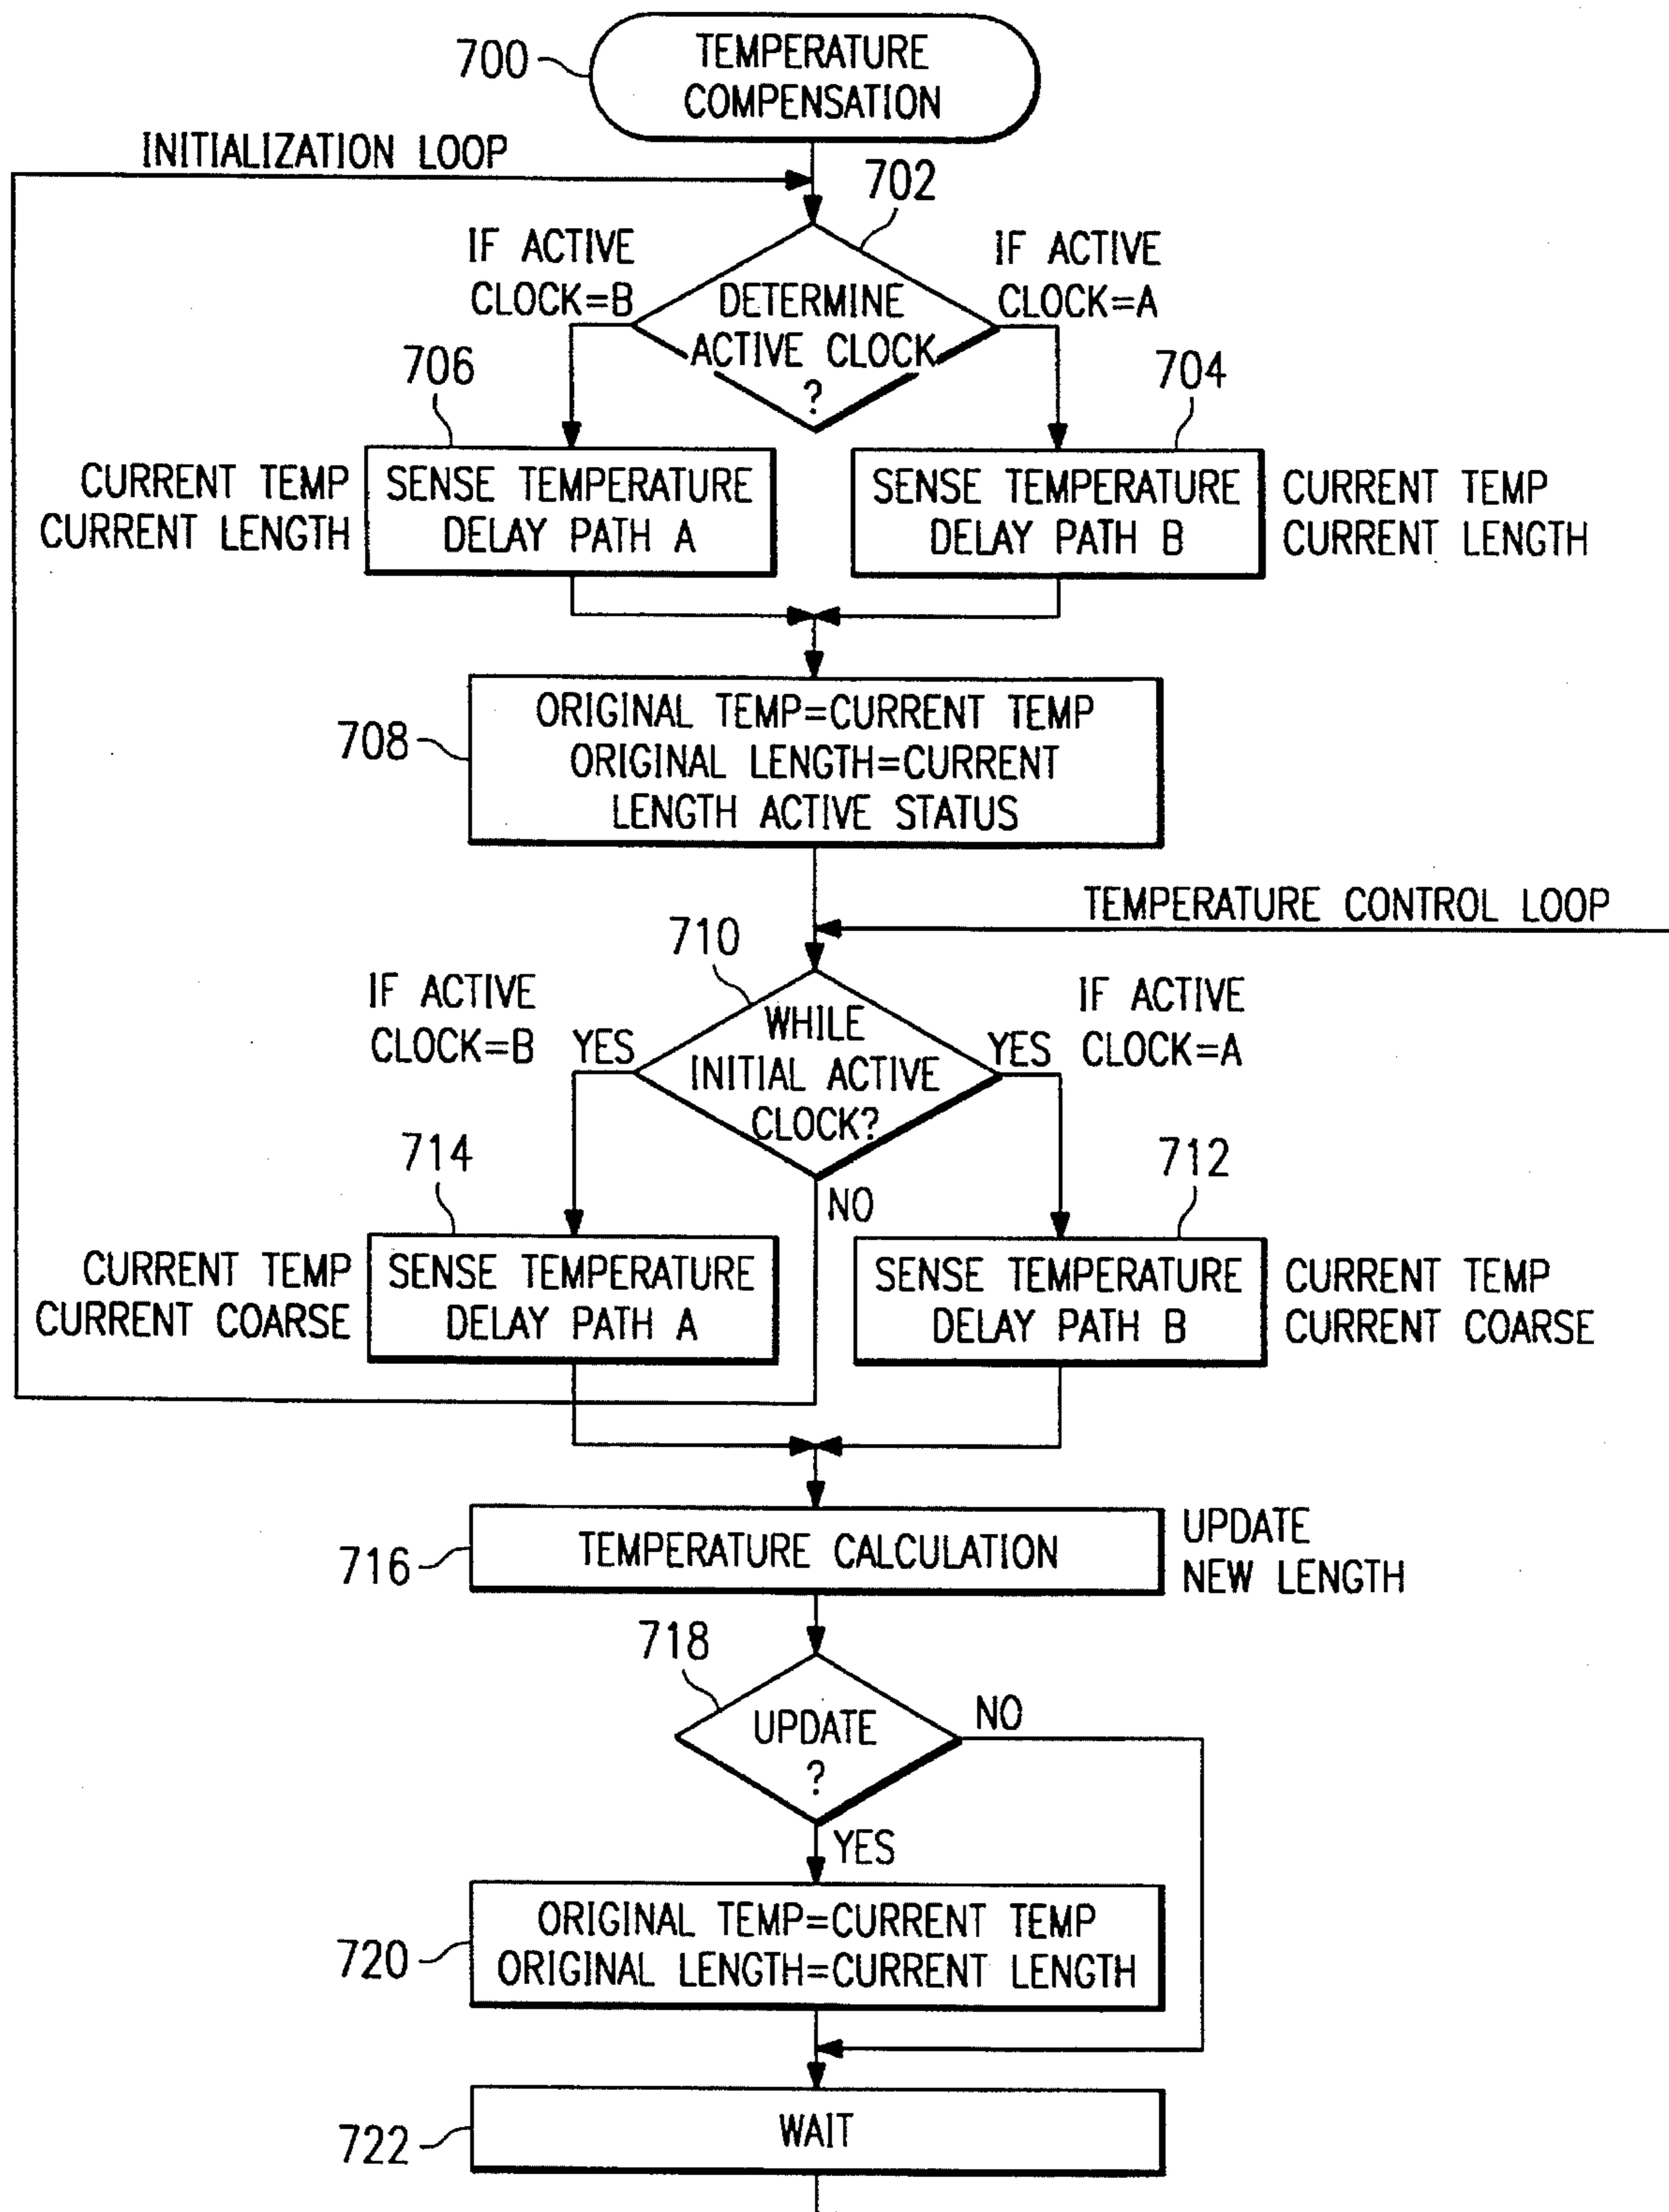 700
TEMPERATURE
COMPENSATION
INITIALIZATION LOOP
702
IF ACTIVE
CLOCK=B
IF ACTIVE
CLOCK=A
DETERMINE
ACTIVE CLOCK
?
706
704
CURRENT TEMP
CURRENT LENGTH
SENSE TEMPERATURE
DELAY PATH A
SENSE TEMPERATURE
DELAY PATH B
CURRENT TEMP
CURRENT LENGTH
708
ORIGINAL TEMP=CURRENT TEMP
ORIGINAL LENGTH=CURRENT
LENGTH ACTIVE STATUS
TEMPERATURE CONTROL LOOP
710
IF ACTIVE
CLOCK=B
YES
WHILE
INITIAL ACTIVE
CLOCK?
YES
IF ACTIVE
CLOCK=A
NO
714
712
CURRENT TEMP
CURRENT COARSE
SENSE TEMPERATURE
DELAY PATH A
SENSE TEMPERATURE
DELAY PATH B
CURRENT TEMP
CURRENT COARSE
716
TEMPERATURE CALCULATION
UPDATE
NEW LENGTH
718
UPDATE
?
NO
YES
720
ORIGINAL TEMP=CURRENT TEMP
ORIGINAL LENGTH=CURRENT LENGTH
722
WAIT